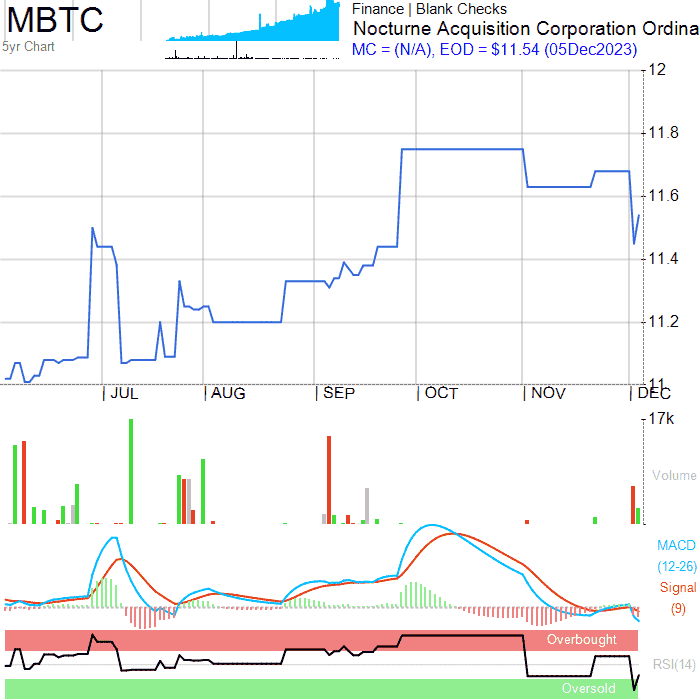 MBTC
5yr Chart
Finance | Blank Checks
Nocturne Acquisition Corporation Ordina
MC = (N/A), EOD = $11.54 (05Dec2023)
12
11.8
11.6
11.4
11.2
11
| JUL | AUG | SEP | OCT | NOV | DEC
17k
Volume
MACD
(12-26)
Signal
(9)
Overbought
RSI(14)
Oversold